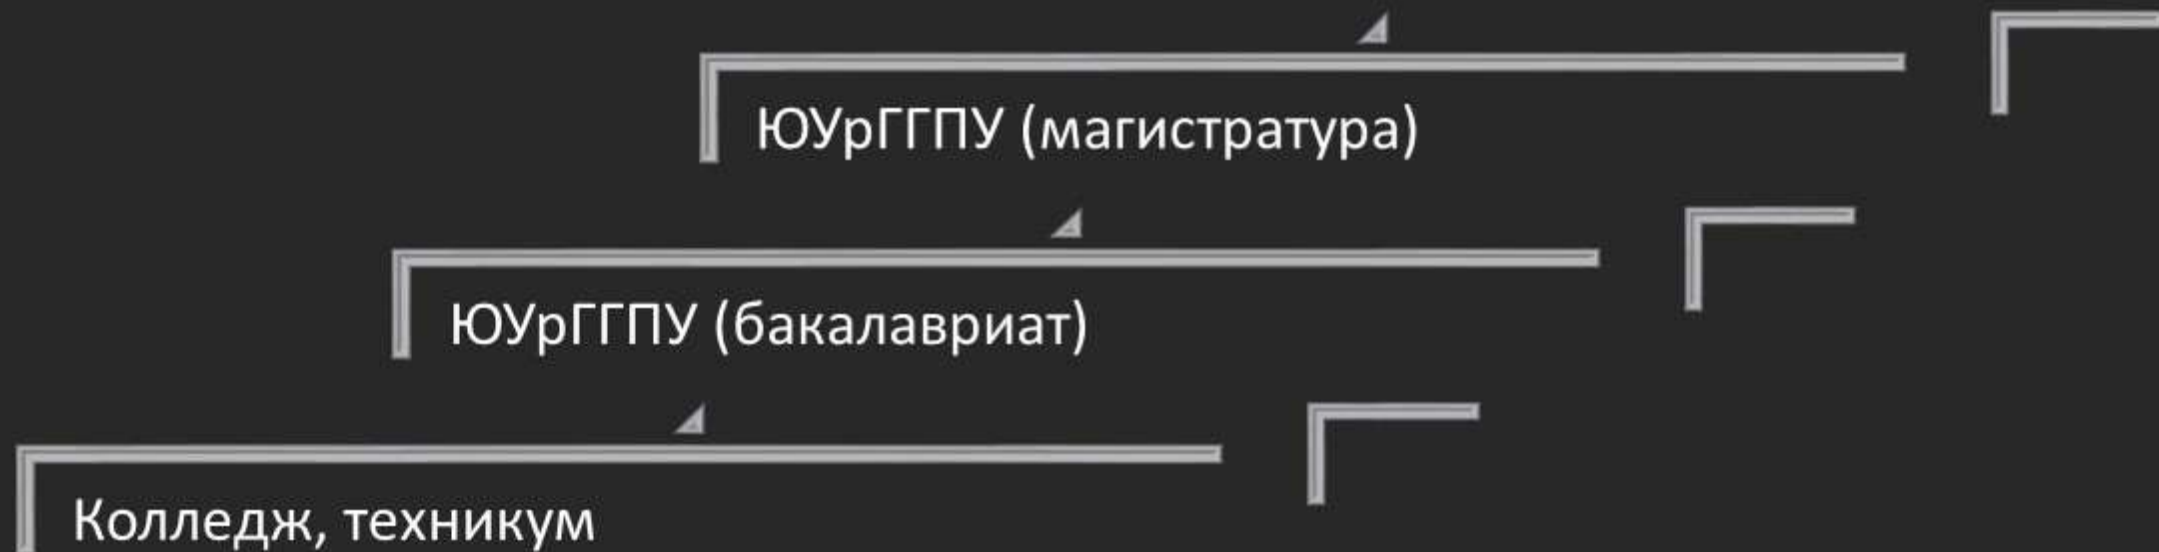 ЮУрГГПУ (магистратура)
ЮУрГГПУ (бакалавриат)
Колледж, техникум